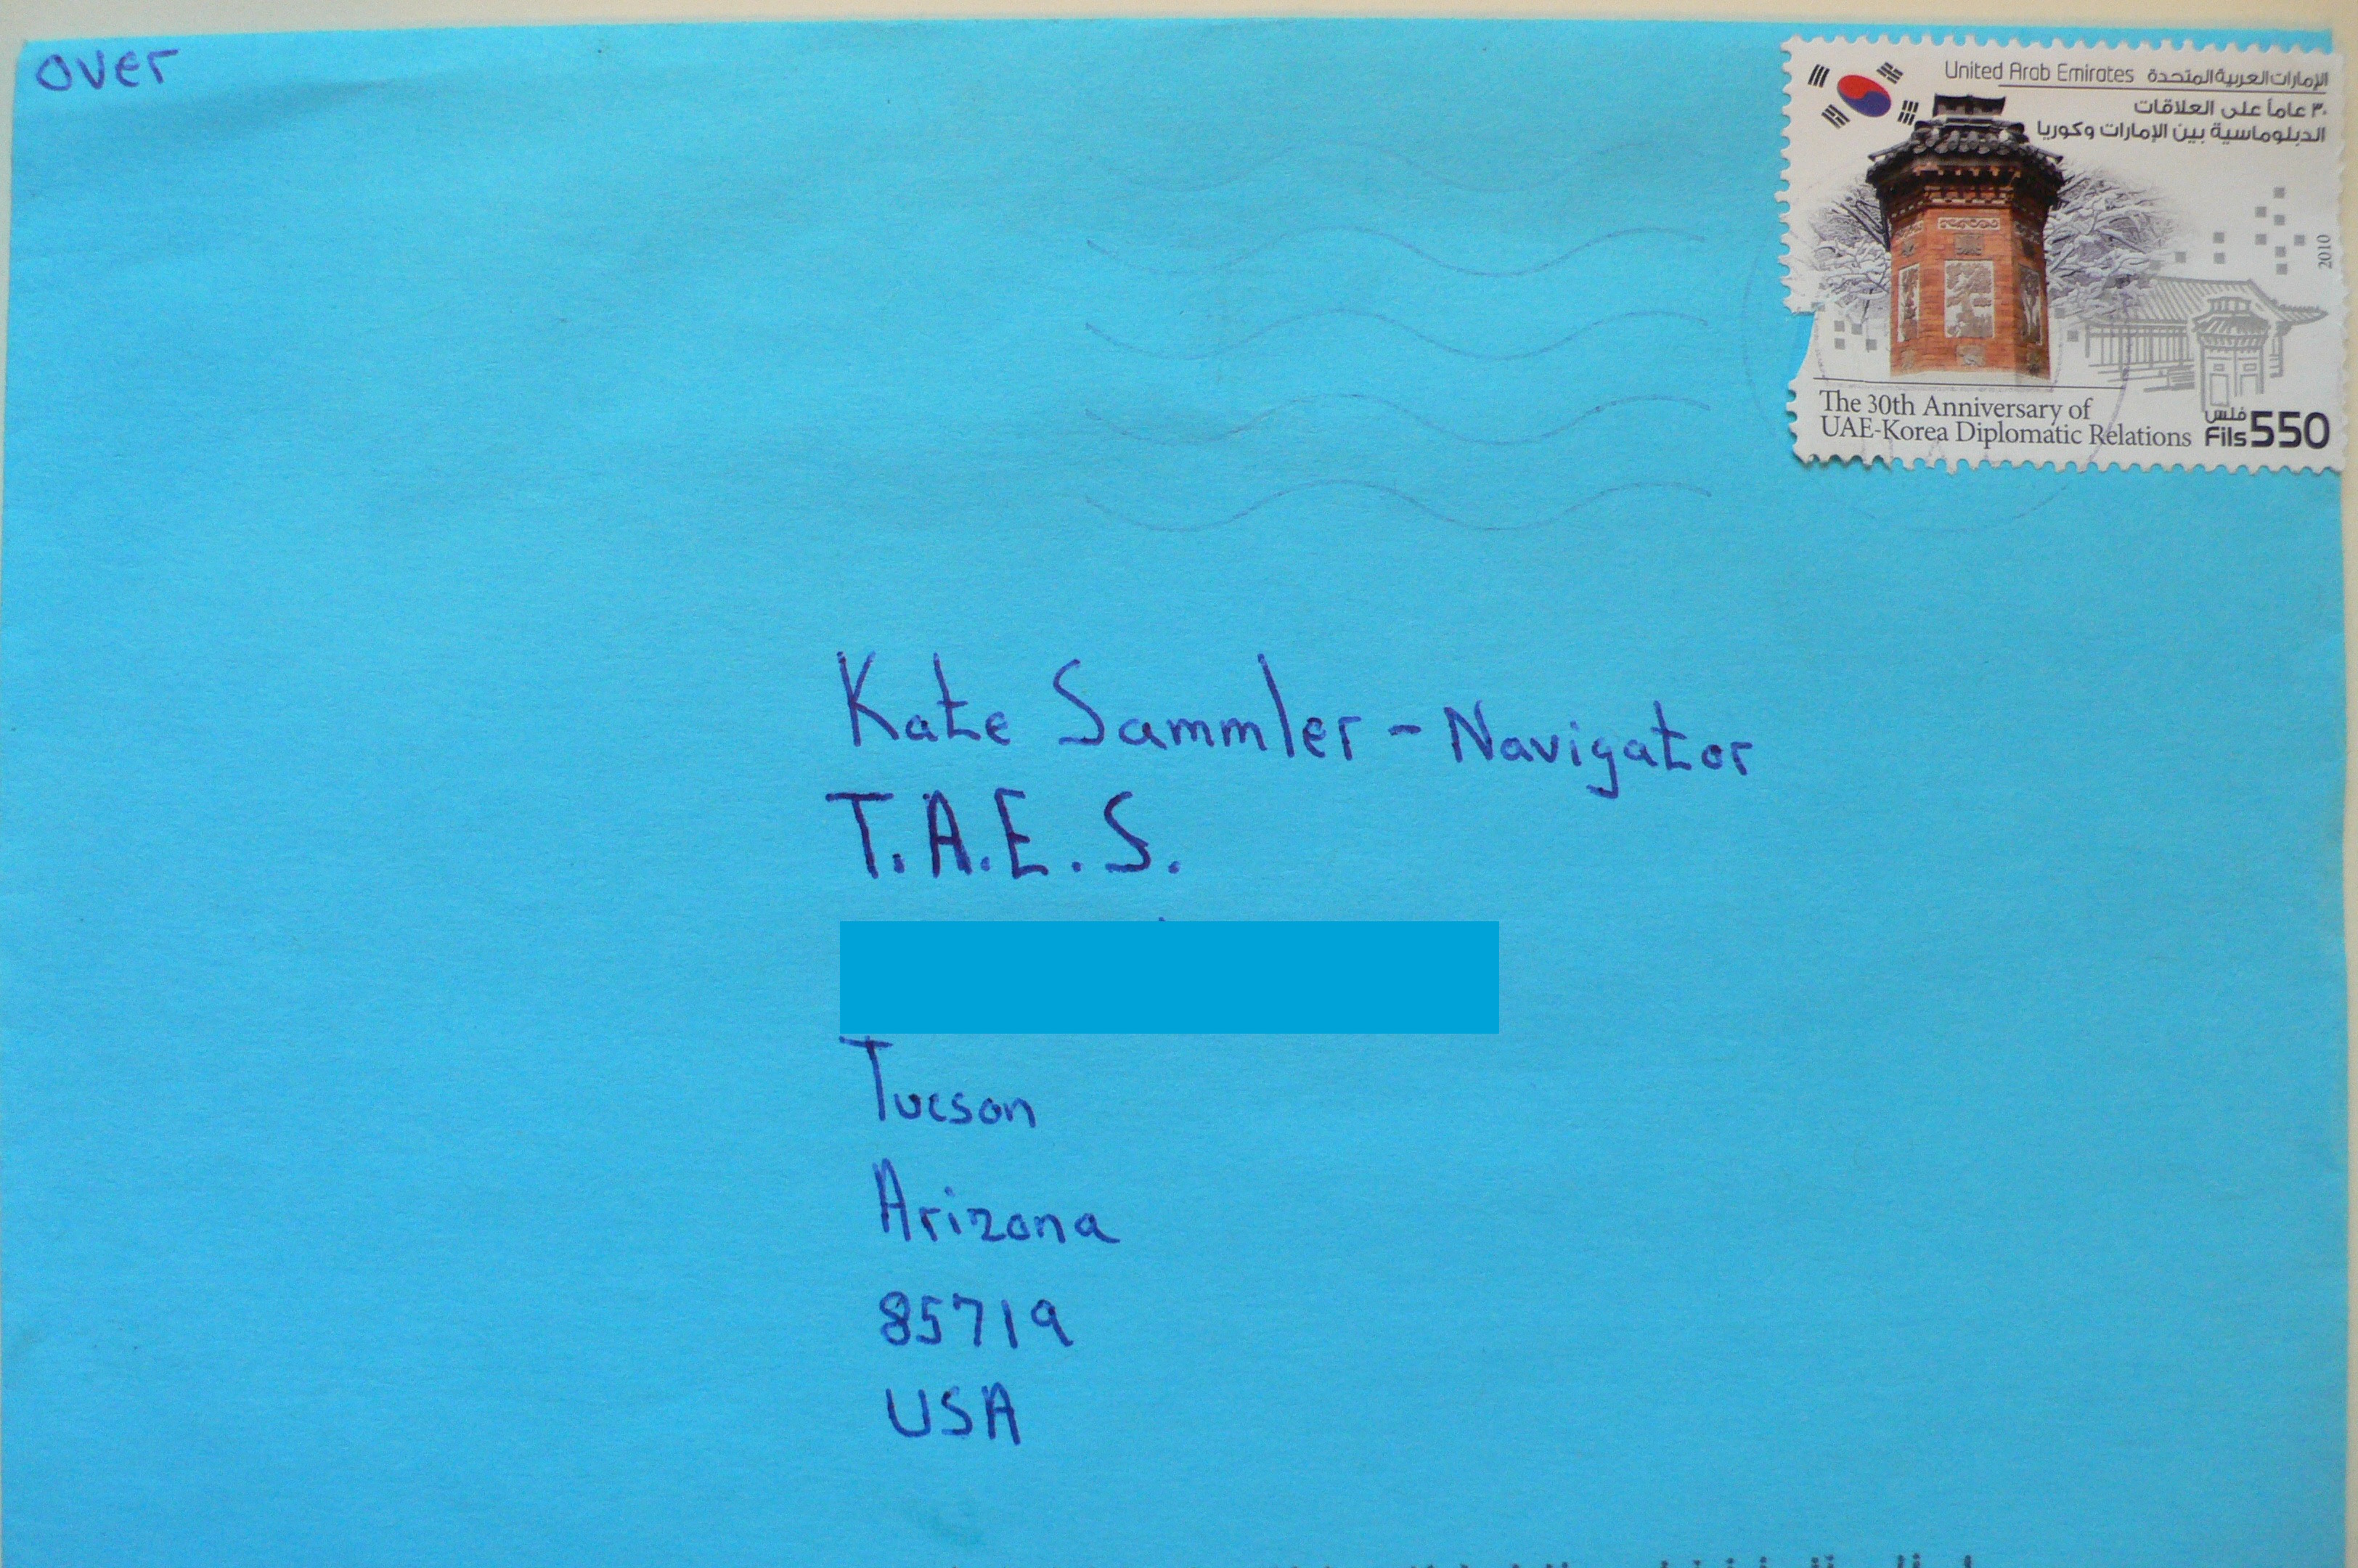 over
United Arab Emirates الإمارات العربية المتحدة
٣٠ عاماً على العلاقات
الدبلوماسية بين الإمارات وكوريا
2010
The 30th Anniversary of
UAE-Korea Diplomatic Relations
فلس
Fils 550
Kate Sammler - Navigator
T.A.E.S.
Tucson
Arizona
85719
USA